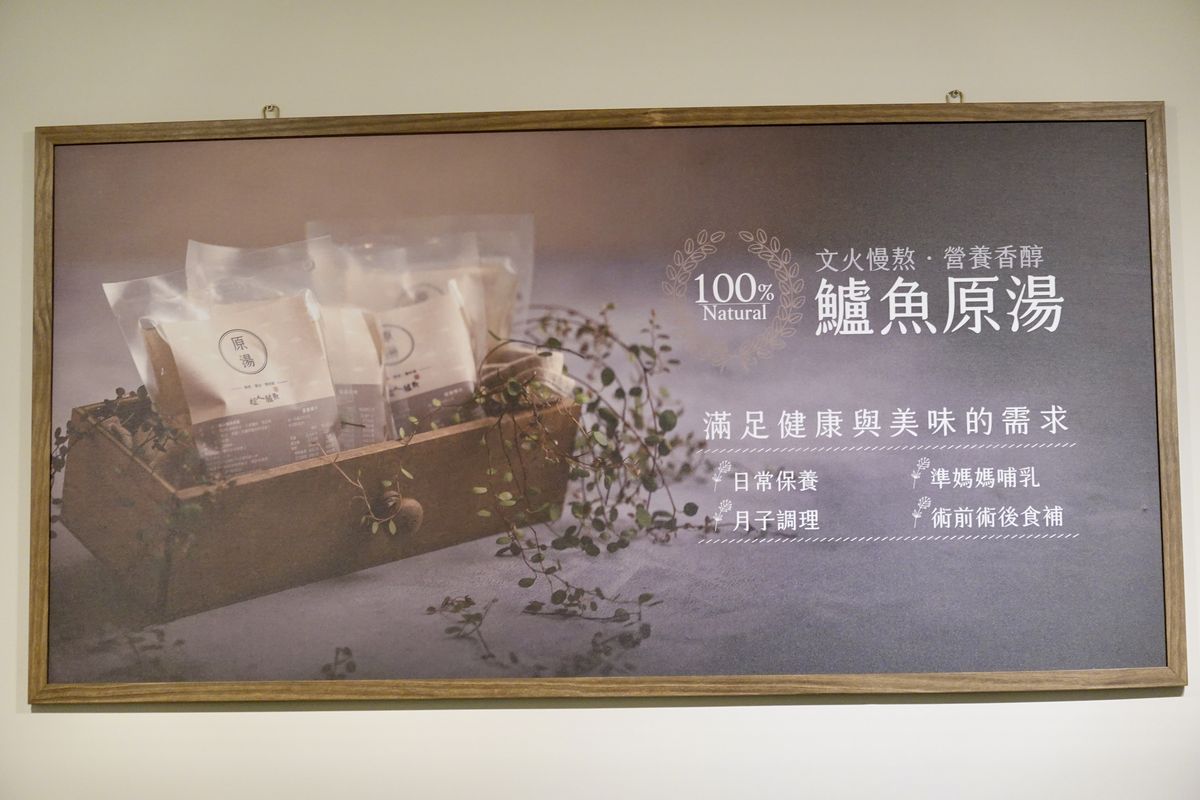 100%
Natural
文火慢熬·營養香醇
鱸魚原湯
滿足健康與美味的需求
日常保養
準媽媽哺乳
月子調理
術前術後食補
原
湯